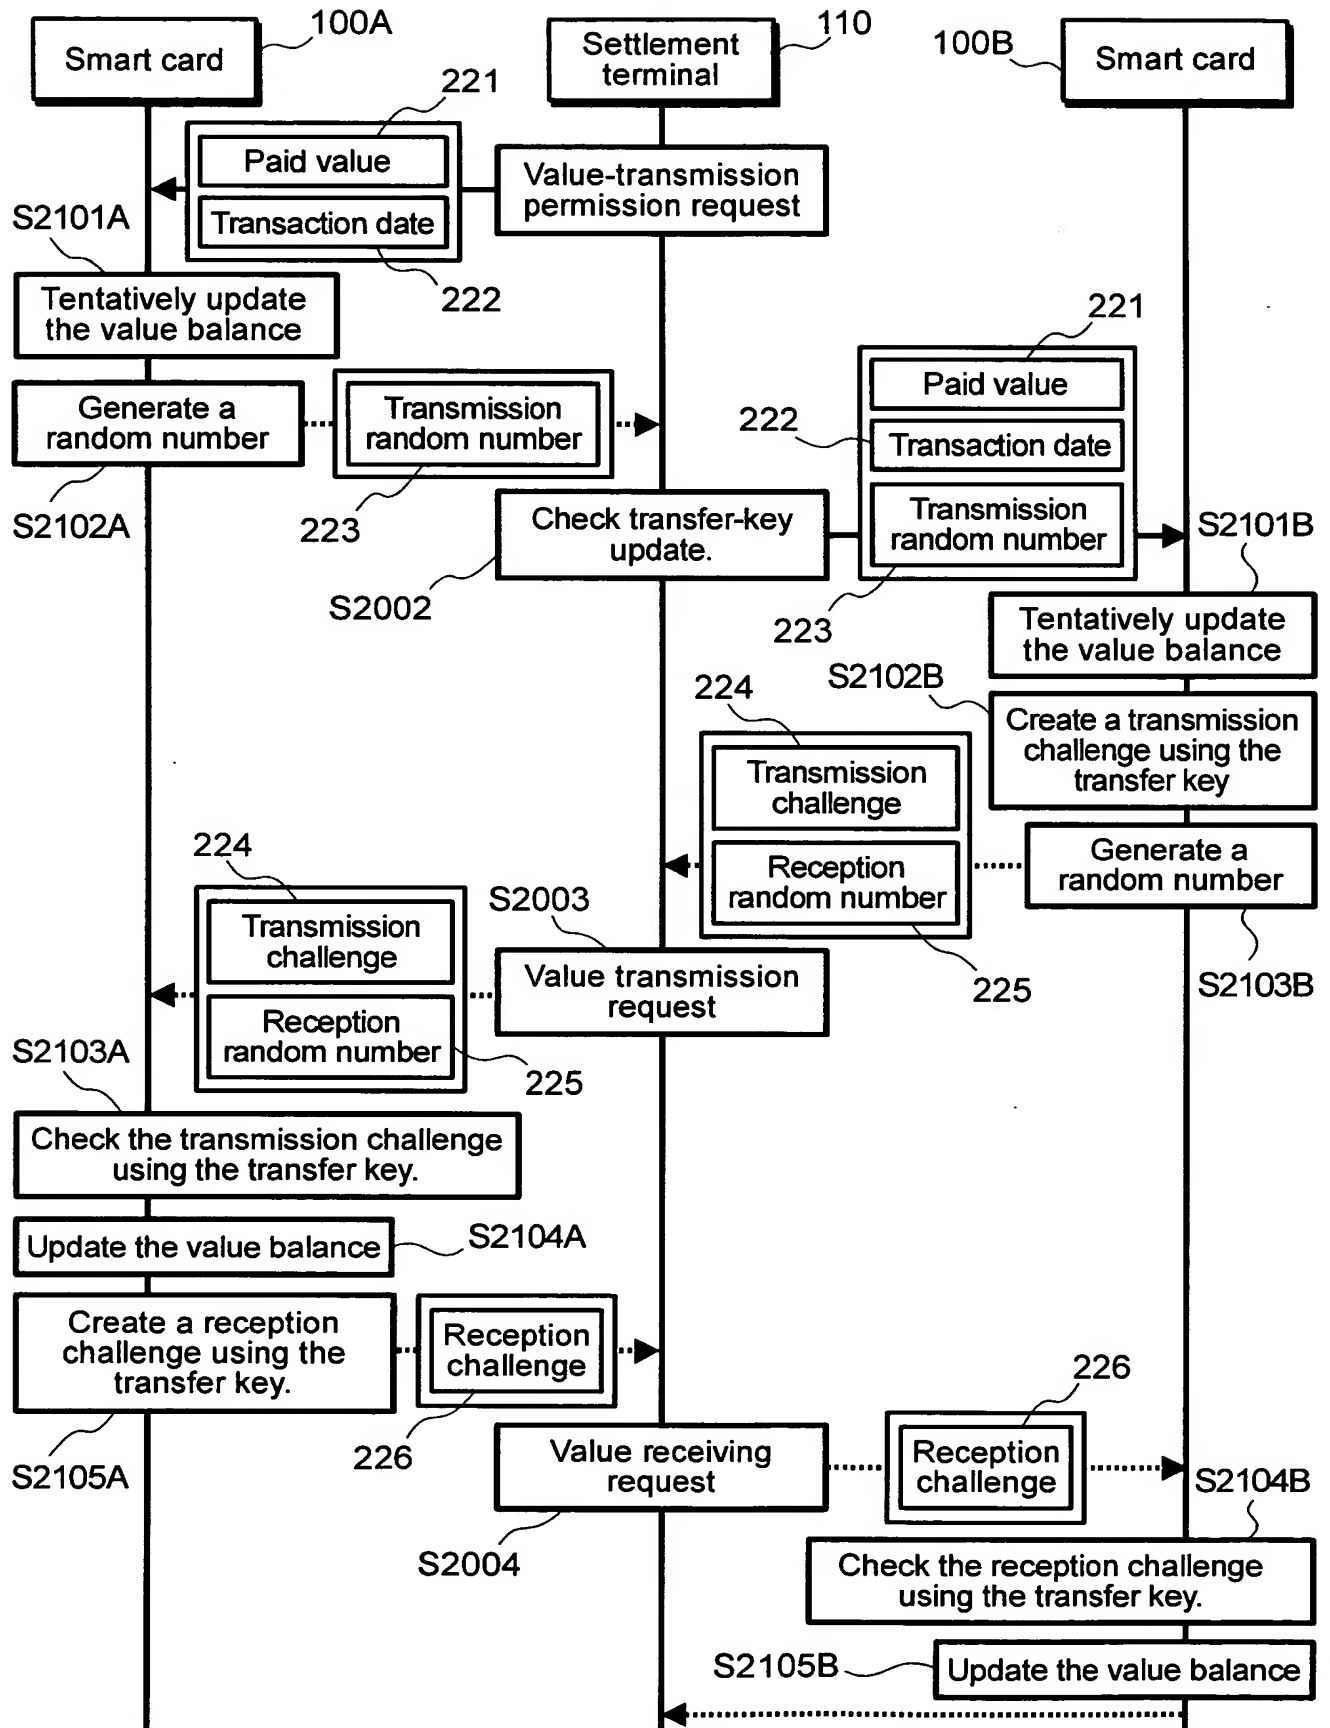 100A
Smart card
110
Settlement
terminal
100B
Smart card
221
Paid value
Transaction date
222
Value-transmission
permission request
S2101A
Tentatively update
the value balance
Generate a
random number
S2102A
Transmission
random number
223
Check transfer-key
update.
S2002
221
Paid value
222
Transaction date
Transmission
random number
223
S2101B
Tentatively update
the value balance
S2102B
Create a transmission
challenge using the
transfer key
Generate a
random number
S2103B
224
Transmission
challenge
Reception
random number
225
S2003
Value transmission
request
224
Transmission
challenge
Reception
random number
225
S2103A
Check the transmission challenge
using the transfer key.
Update the value balance
S2104A
Create a reception
challenge using the
transfer key.
S2105A
Reception
challenge
226
Value receiving
request
S2004
226
Reception
challenge
S2104B
Check the reception challenge
using the transfer key.
S2105B
Update the value balance